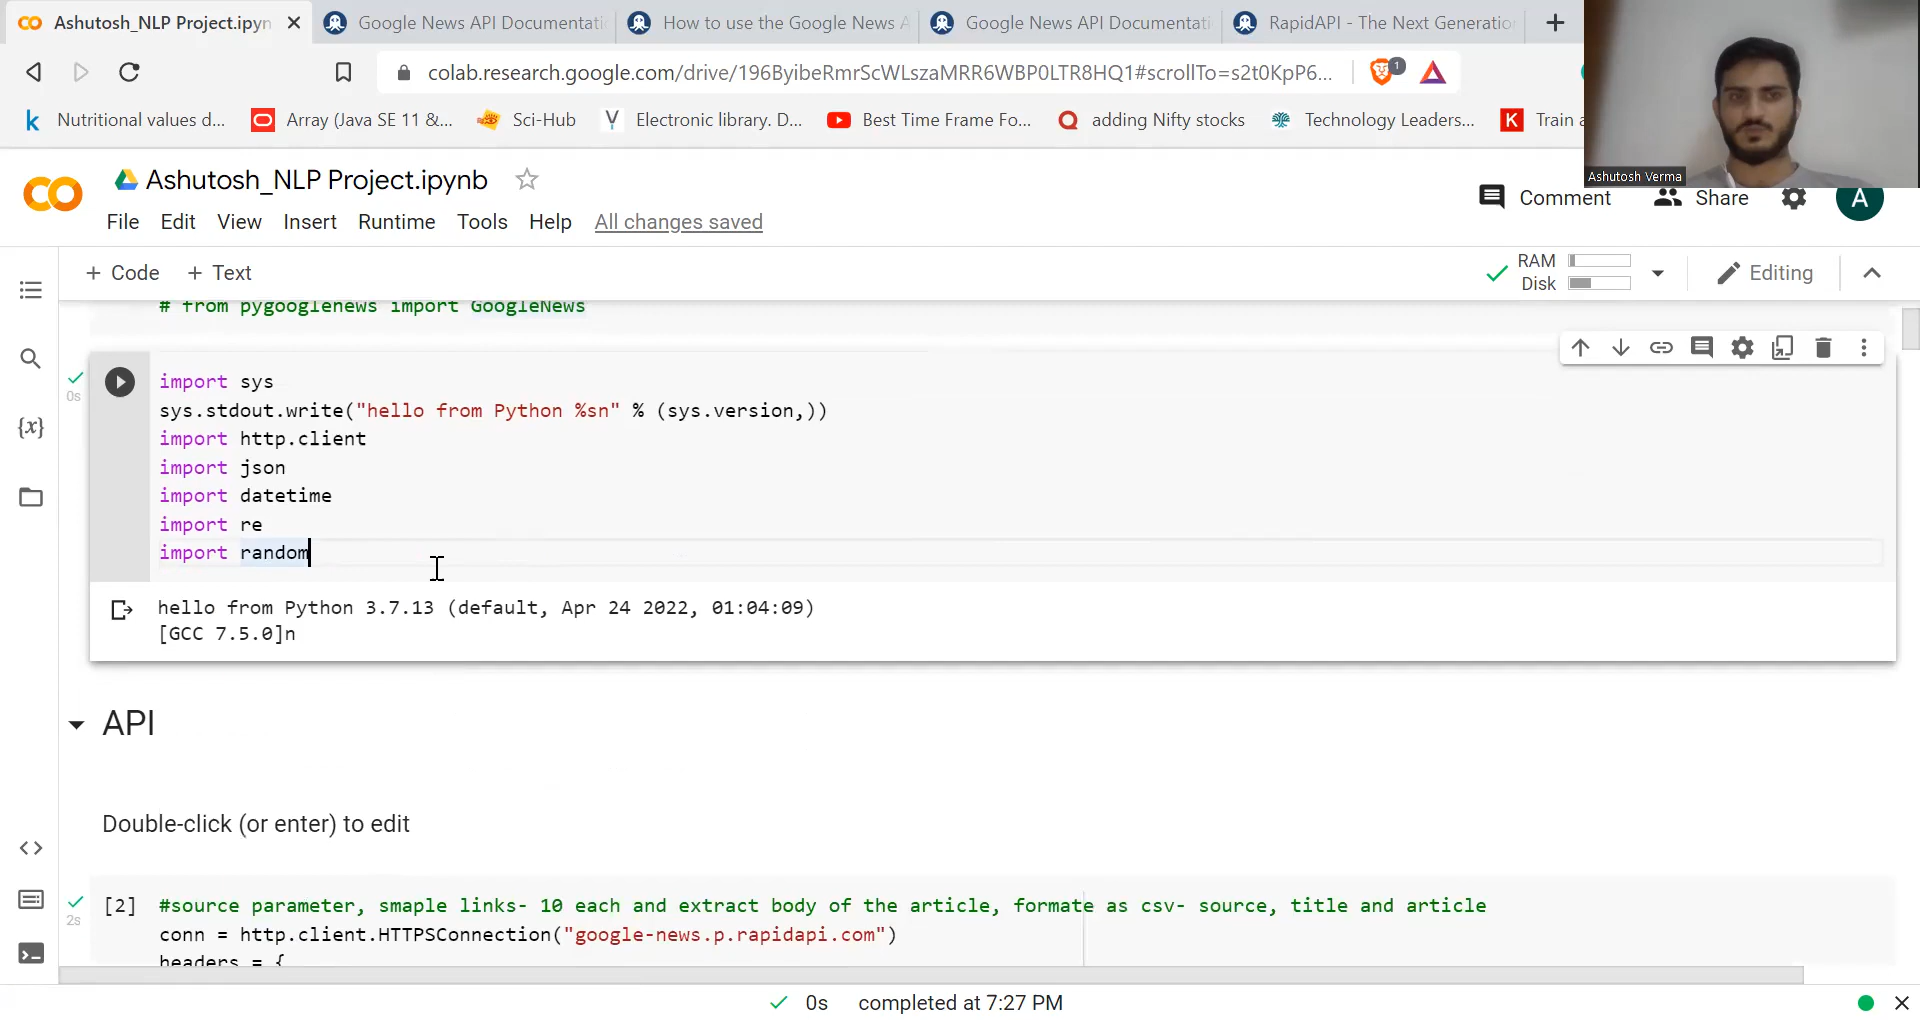 Ashutosh_NLP Project.ipyn
Google News API Documentati
How to use the Google News A
Google News API Documentati
RapidAPI - The Next Generatio
colab.research.google.com/drive/196ByibeRmrScWLszaMRR6WBP0LTR8HQ1#scrollTo=s2t0KpP6...
1
k Nutritional values d...
Array (Java SE 11 &...
Sci-Hub
Electronic library. D...
Best Time Frame Fo...
adding Nifty stocks
Technology Leaders...
K Train a
Ashutosh Verma
Ashutosh_NLP Project.ipynb
Comment
Share
A
File Edit View Insert Runtime Tools Help All changes saved
+ Code + Text
RAM
Disk
Editing
# from pygooglenews import GoogleNews
0s
import sys
sys.stdout.write("hello from Python %sn" % (sys.version,))
import http.client
import json
import datetime
import re
import random
{x}
hello from Python 3.7.13 (default, Apr 24 2022, 01:04:09)
[GCC 7.5.0]n
API
Double-click (or enter) to edit
2s
[2] #source parameter, smaple links- 10 each and extract body of the article, formate as csv- source, title and article
conn = http.client.HTTPSConnection("google-news.p.rapidapi.com")
headers = {
0s completed at 7:27 PM